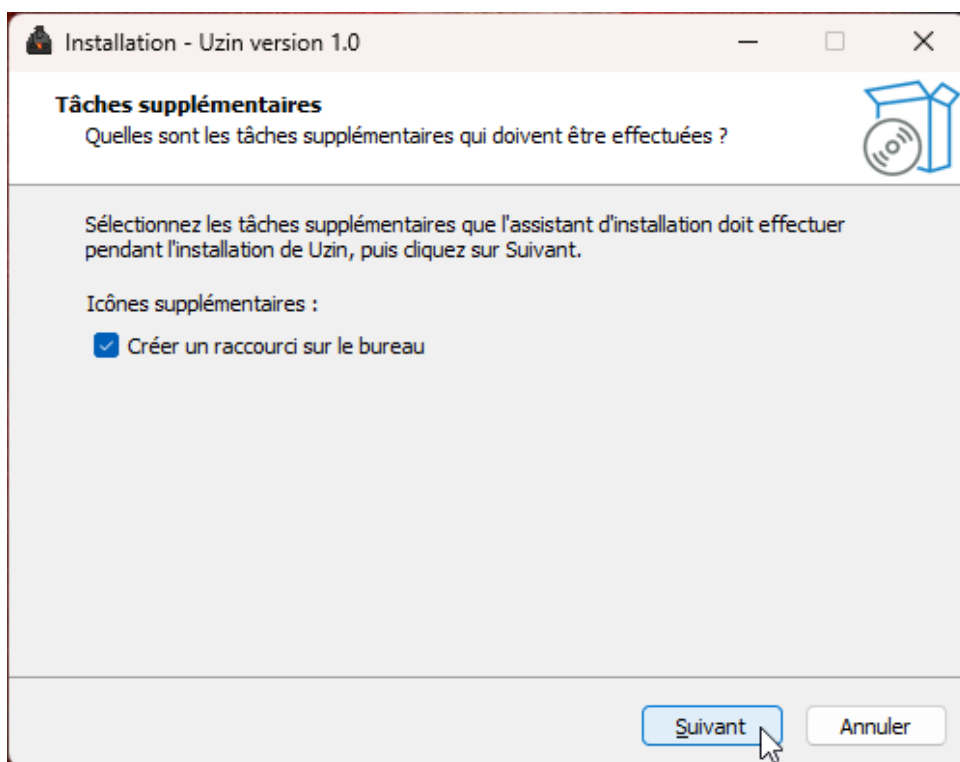 Installation - Uzin version 1.0
Tâches supplémentaires
Quelles sont les tâches supplémentaires qui doivent être effectuées ?
Sélectionnez les tâches supplémentaires que l'assistant d'installation doit effectuer
pendant l'installation de Uzin, puis cliquez sur Suivant.
Icônes supplémentaires :
Créer un raccourci sur le bureau
Suivant
Annuler